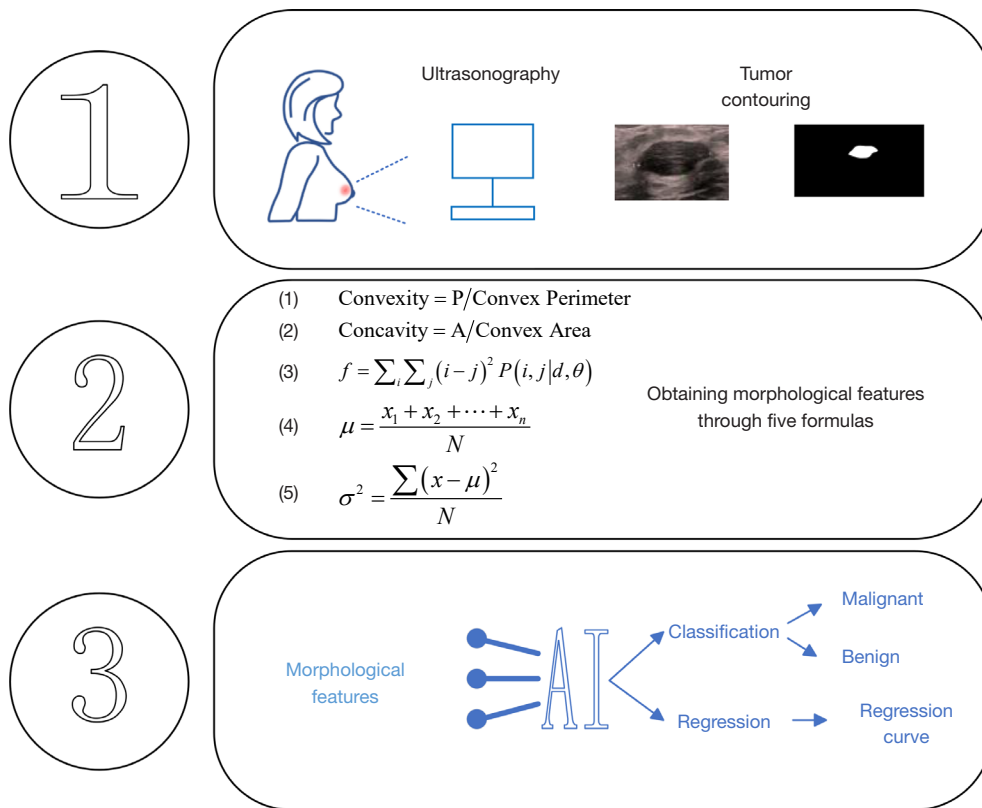 1
Ultrasonography
Tumor
contouring
2
(1) Convexity = P/Convex Perimeter
(2) Concavity = A/Convex Area
(3) f = ∑_i ∑_j (i − j)^2 P(i, j|d, θ)
(4) μ = (x_1 + x_2 + ⋯ + x_n) / N
(5) σ^2 = ∑(x − μ)^2 / N
Obtaining morphological features
through five formulas
3
Morphological
features
AI
Classification
Malignant
Benign
Regression
Regression
curve